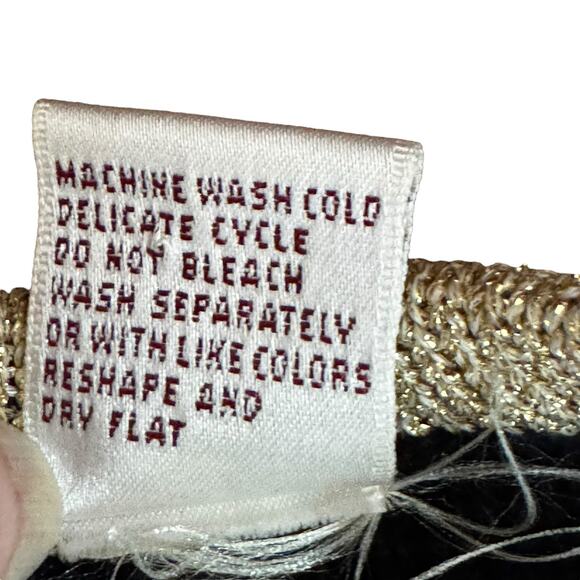 MACHINE WASH COLD
DELICATE CYCLE
DO NOT BLEACH
WASH SEPARATELY
OR WITH LIKE COLORS
RESHAPE AND
DRY FLAT